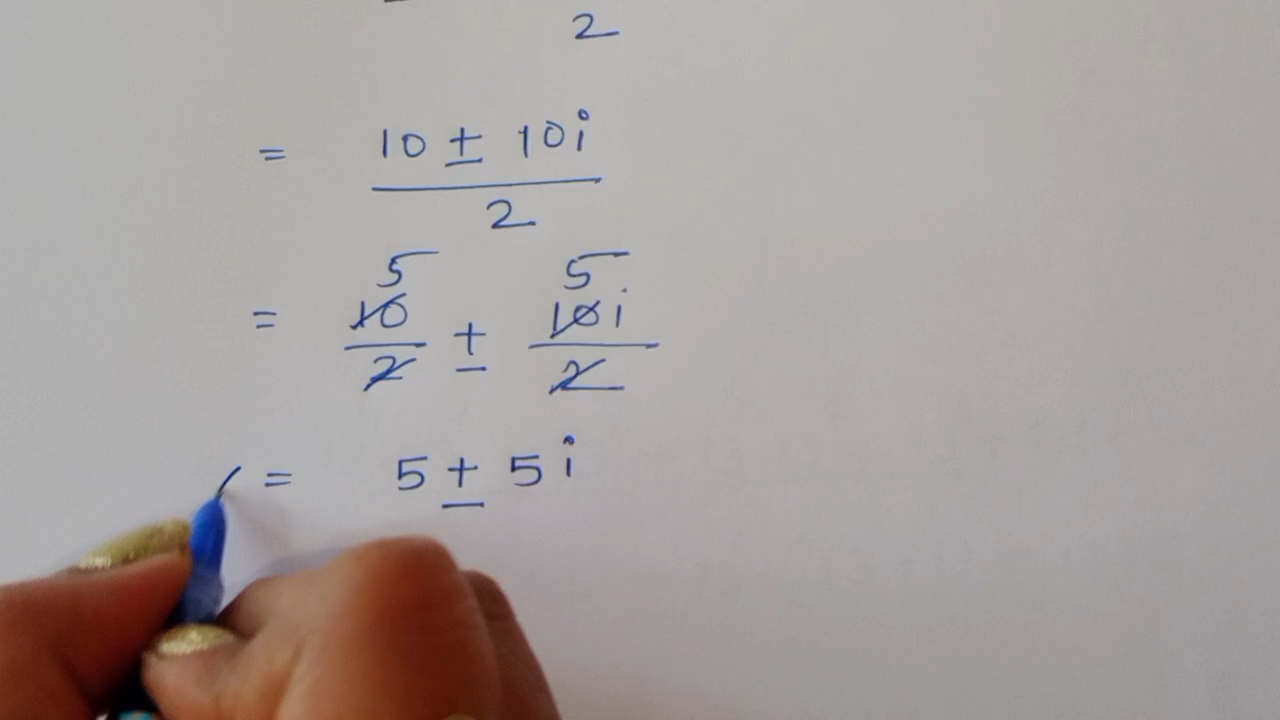 2
= 10 ± 10i
2
5 5
= 10/2 ± 10i/2
= 5 ± 5i